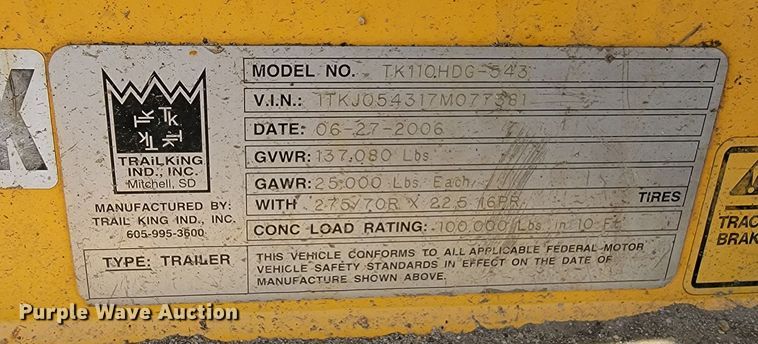 K
TK
TK
TK
TK
TRAILKING
IND., INC.
Mitchell, SD
MANUFACTURED BY:
TRAIL KING IND., INC.
605-995-3600
TYPE: TRAILER
MODEL NO. TK110HDG-543
V.I.N.: 1TKJ054317M077381
DATE: 06-27-2006
GVWR: 137,080 Lbs
GAWR: 25,000 Lbs. Each,
WITH 275/70R X 22.5 16PR TIRES
CONC LOAD RATING: 100,000 Lbs. in 10 Ft
THIS VEHICLE CONFORMS TO ALL APPLICABLE FEDERAL MOTOR
VEHICLE SAFETY STANDARDS IN EFFECT ON THE DATE OF
MANUFACTURE SHOWN ABOVE.
TRAC
BRAK
Purple Wave Auction